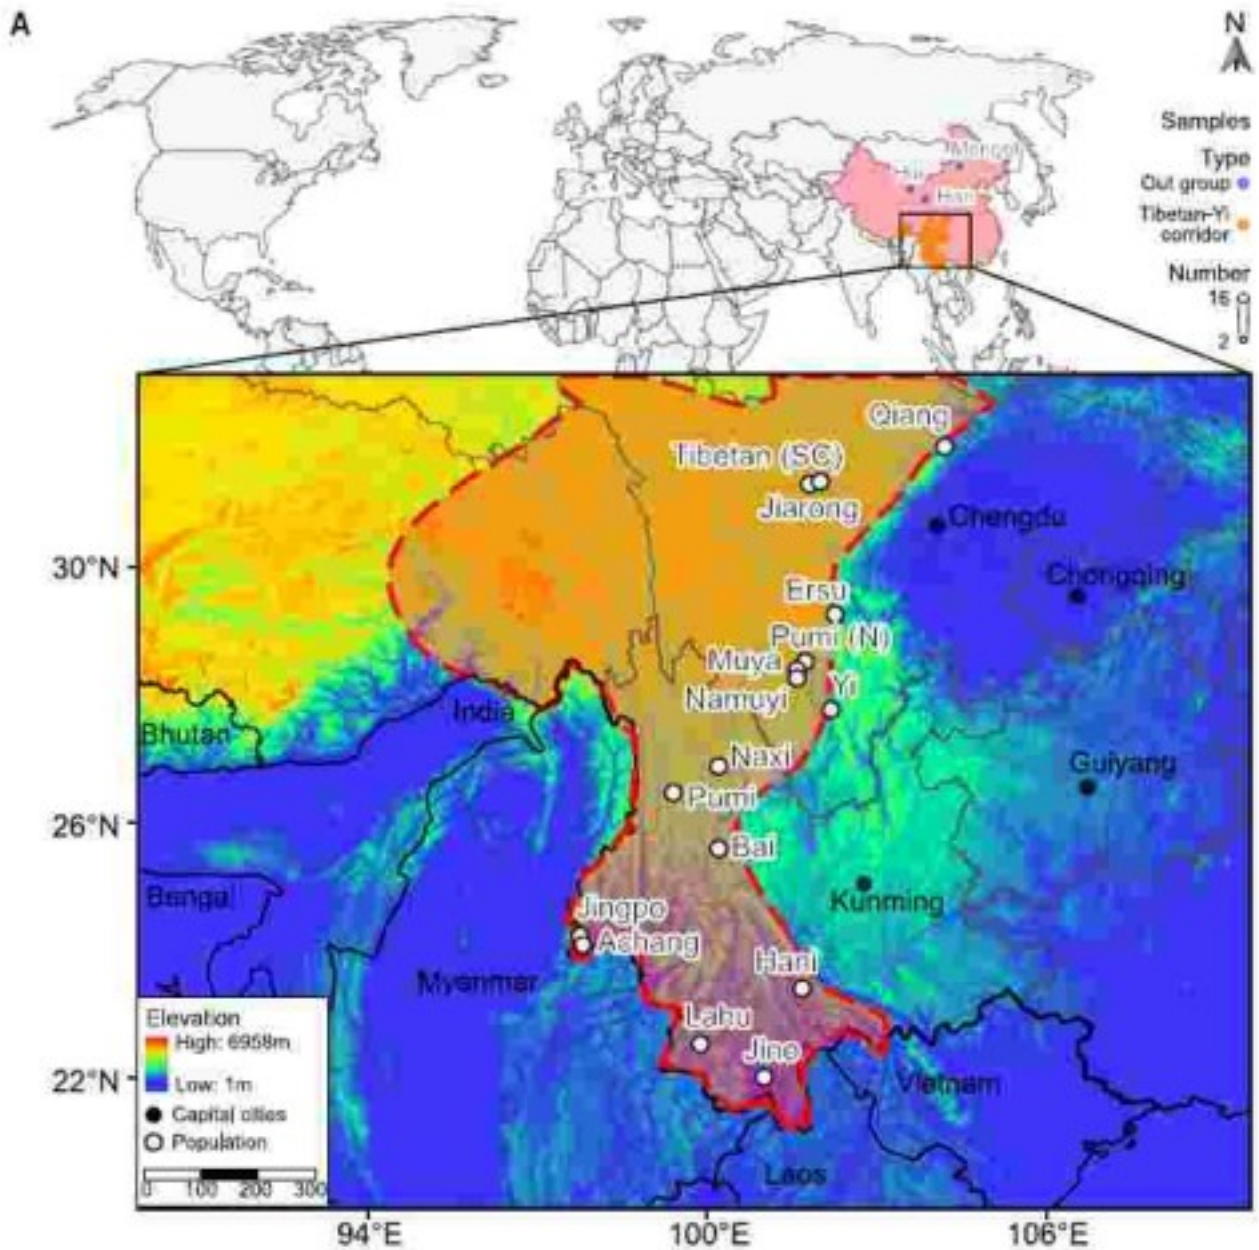 A
N
Samples
Type
Out group
Tibetan-Yi
corridor
Number
16
2
Mongol
Han
Qiang
Tibetan (SC)
Jiarong
Chengdu
30°N
Chongqing
Ersu
Pumi (N)
Muya
Namuyi
Yi
India
Bhutan
Naxi
Guiyang
Pumi
26°N
Bai
Bengal
Kunming
Jingpo
Achang
Hani
Myanmar
Lahu
Jino
22°N
Vietnam
Laos
Elevation
High: 6958m
Low: 1m
Capital cities
Population
0 100 200 300
94°E 100°E 106°E